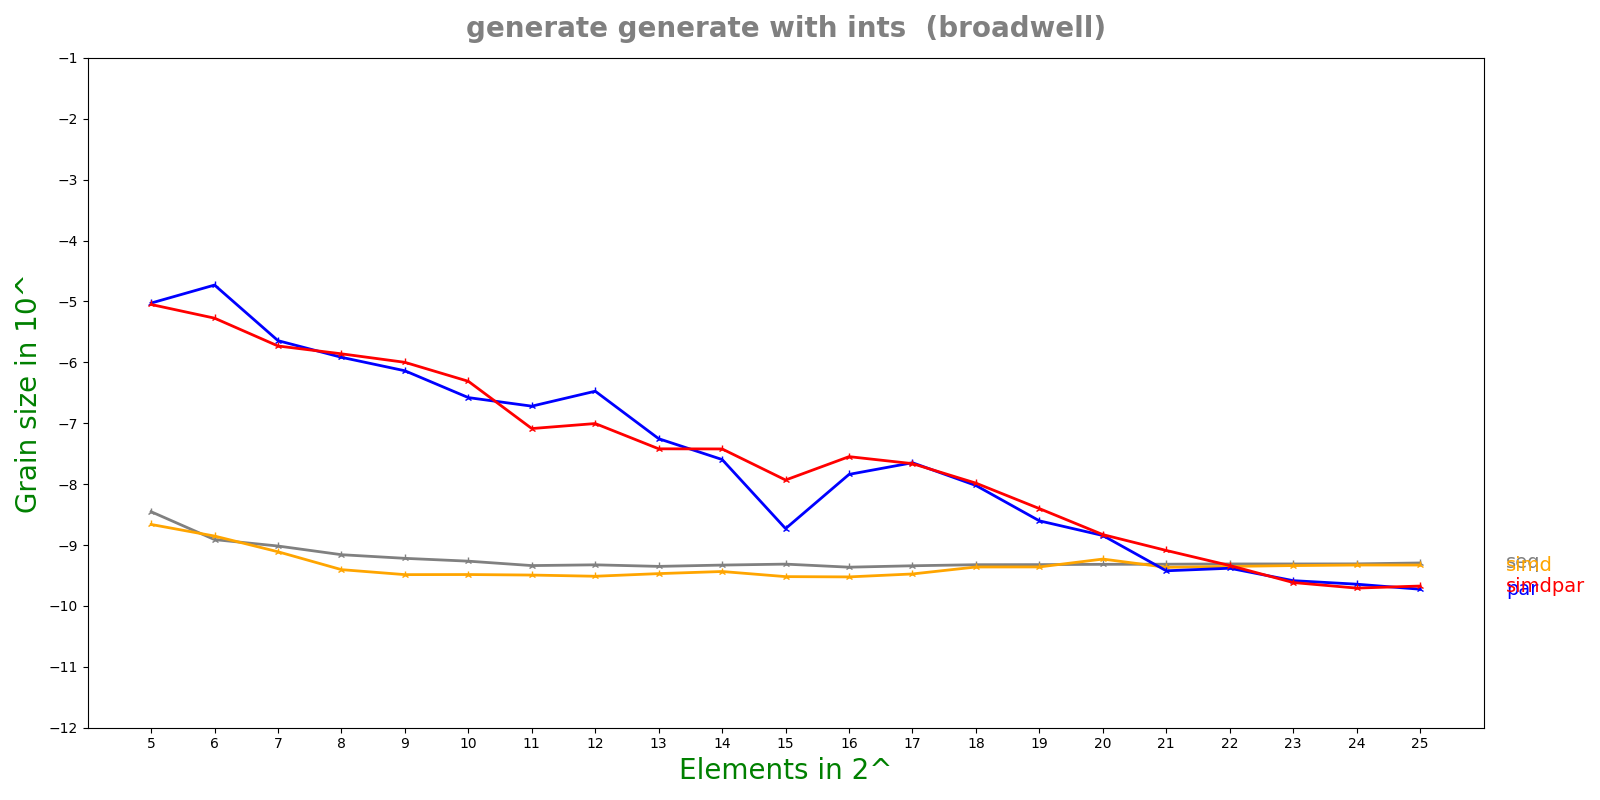 generate generate with ints  (broadwell)
−1
−2
−3
−4
−5
−6
−7
−8
−9
−10
−11
−12
Grain size in 10^
5 6 7 8 9 10 11 12 13 14 15 16 17 18 19 20 21 22 23 24 25
Elements in 2^
seq
simd
simdpar
par